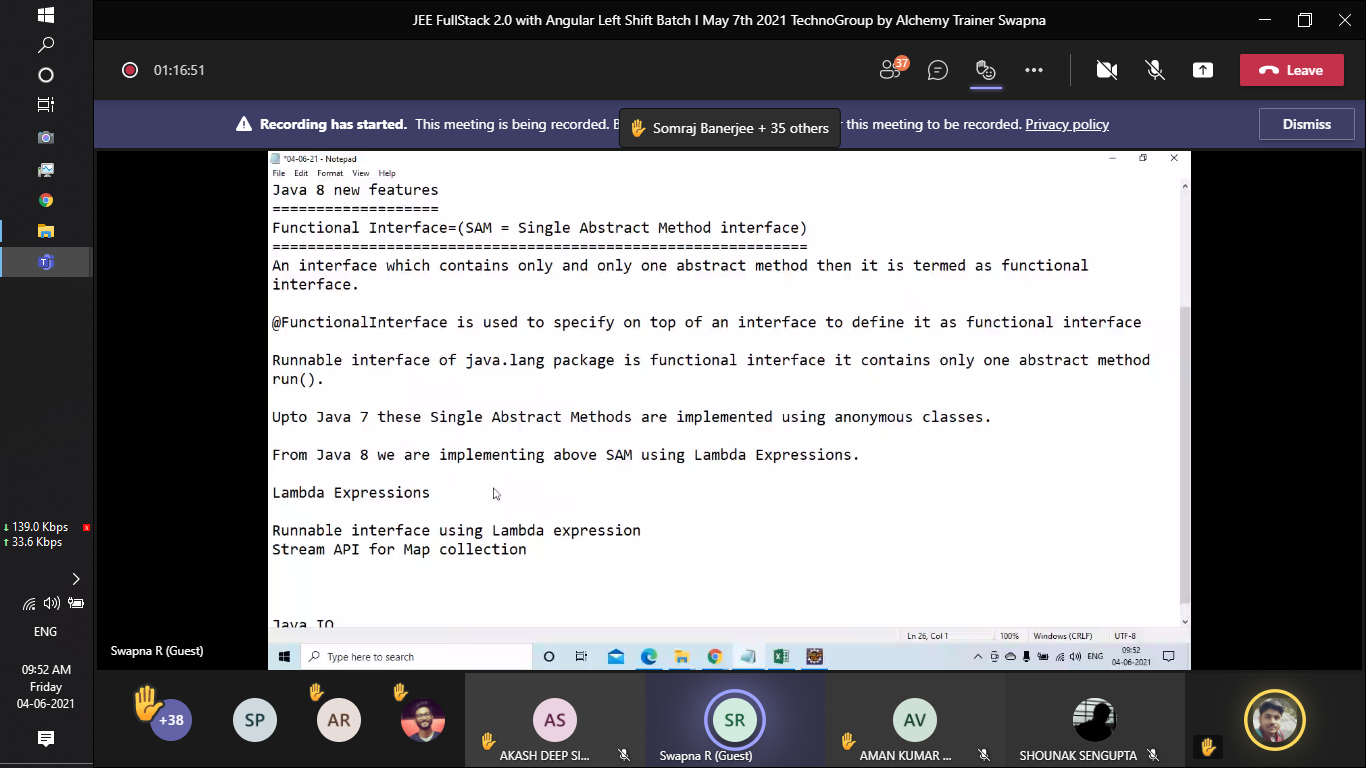 JEE FullStack 2.0 with Angular Left Shift Batch I May 7th 2021 TechnoGroup by Alchemy Trainer Swapna
01:16:51
37
Leave
Recording has started. This meeting is being recorded.
Somraj Banerjee + 35 others
this meeting to be recorded. Privacy policy
Dismiss
*04-06-21 - Notepad
File Edit Format View Help
Java 8 new features
===================
Functional Interface=(SAM = Single Abstract Method interface)
=============================================================
An interface which contains only and only one abstract method then it is termed as functional
interface.
@FunctionalInterface is used to specify on top of an interface to define it as functional interface
Runnable interface of java.lang package is functional interface it contains only one abstract method
run().
Upto Java 7 these Single Abstract Methods are implemented using anonymous classes.
From Java 8 we are implementing above SAM using Lambda Expressions.
Lambda Expressions
Runnable interface using Lambda expression
Stream API for Map collection
Java IO
Ln 26, Col 1 100% Windows (CRLF) UTF-8
Type here to search
ENG
09:52
04-06-2021
Swapna R (Guest)
+38
SP
AR
AS
AKASH DEEP SI...
SR
Swapna R (Guest)
AV
AMAN KUMAR ...
SHOUNAK SENGUPTA
↓ 139.0 Kbps
↑ 33.6 Kbps
ENG
09:52 AM
Friday
04-06-2021